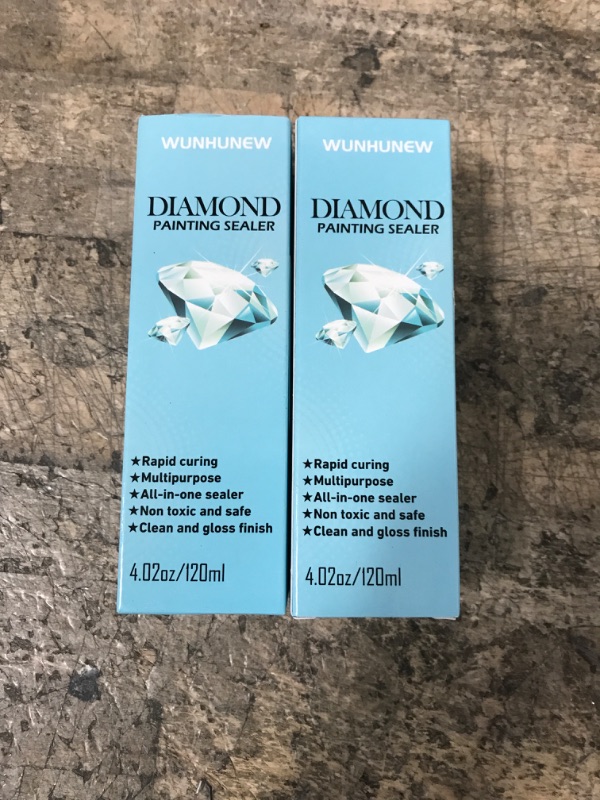 WUNHUNEW
DIAMOND
PAINTING SEALER
★Rapid curing
★Multipurpose
★All-in-one sealer
★Non toxic and safe
★Clean and gloss finish
4.02oz/120ml
WUNHUNEW
DIAMOND
PAINTING SEALER
★Rapid curing
★Multipurpose
★All-in-one sealer
★Non toxic and safe
★Clean and gloss finish
4.02oz/120ml